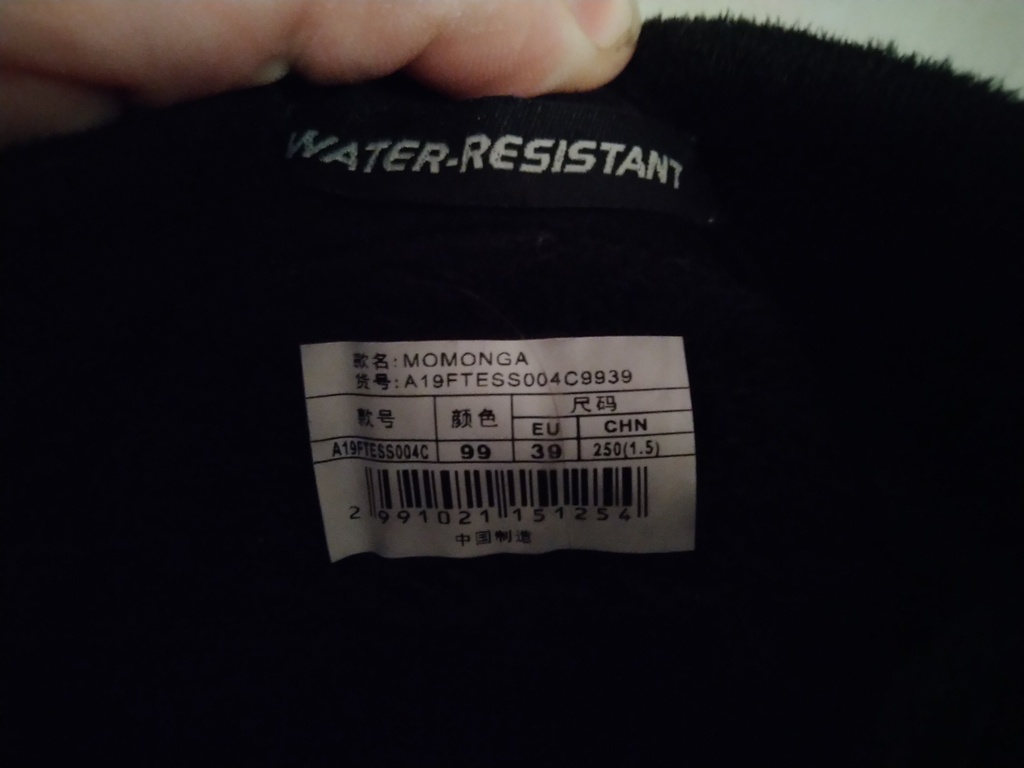 WATER-RESISTANT
款名:MOMONGA
货号:A19FTESS004C9939
款号 颜色 尺码
EU CHN
A19FTESS004C 99 39 250(1.5)
2 991021 151254
中国制造